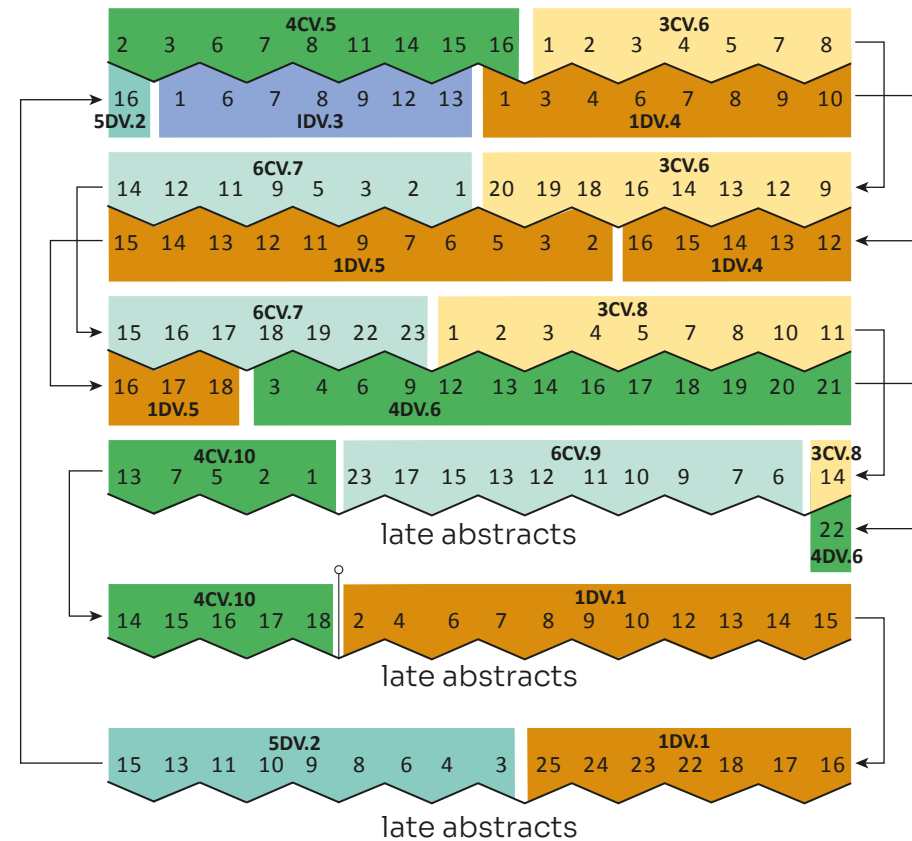 4CV.5 3CV.6
2 3 6 7 8 11 14 15 16 1 2 3 4 5 7 8
16 1 6 7 8 9 12 13 1 3 4 6 7 8 9 10
5DV.2 IDV.3 1DV.4
6CV.7 3CV.6
14 12 11 9 5 3 2 1 20 19 18 16 14 13 12 9
15 14 13 12 11 9 7 6 5 3 2 16 15 14 13 12
1DV.5 1DV.4
6CV.7 3CV.8
15 16 17 18 19 22 23 1 2 3 4 5 7 8 10 11
16 17 18 3 4 6 9 12 13 14 16 17 18 19 20 21
1DV.5 4DV.6
4CV.10 6CV.9 3CV.8
13 7 5 2 1 23 17 15 13 12 11 10 9 7 6 14
late abstracts 22
4DV.6
4CV.10 1DV.1
14 15 16 17 18 2 4 6 7 8 9 10 12 13 14 15
late abstracts
5DV.2 1DV.1
15 13 11 10 9 8 6 4 3 25 24 23 22 18 17 16
late abstracts